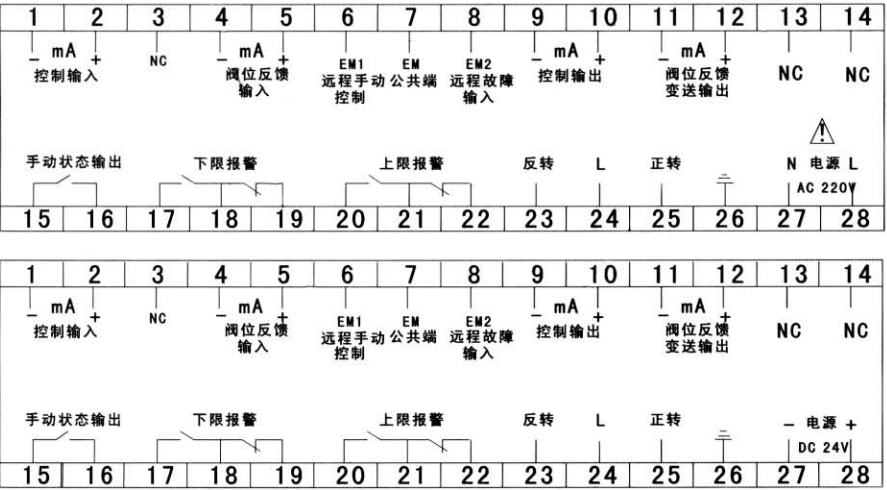 1 2 3 4 5 6 7 8 9 10 11 12 13 14
- mA + NC - mA + EM1 EM EM2 - mA + - mA + NC NC
控制输入 阀位反馈 远程手动 公共端 远程故障 控制输出 阀位反馈
输入 控制 输入 变送输出
手动状态输出 下限报警 上限报警 反转 L 正转 N 电源 L
AC 220V
15 16 17 18 19 20 21 22 23 24 25 26 27 28
1 2 3 4 5 6 7 8 9 10 11 12 13 14
- mA + NC - mA + EM1 EM EM2 - mA + - mA + NC NC
控制输入 阀位反馈 远程手动 公共端 远程故障 控制输出 阀位反馈
输入 控制 输入 变送输出
手动状态输出 下限报警 上限报警 反转 L 正转 - 电源 +
DC 24V
15 16 17 18 19 20 21 22 23 24 25 26 27 28